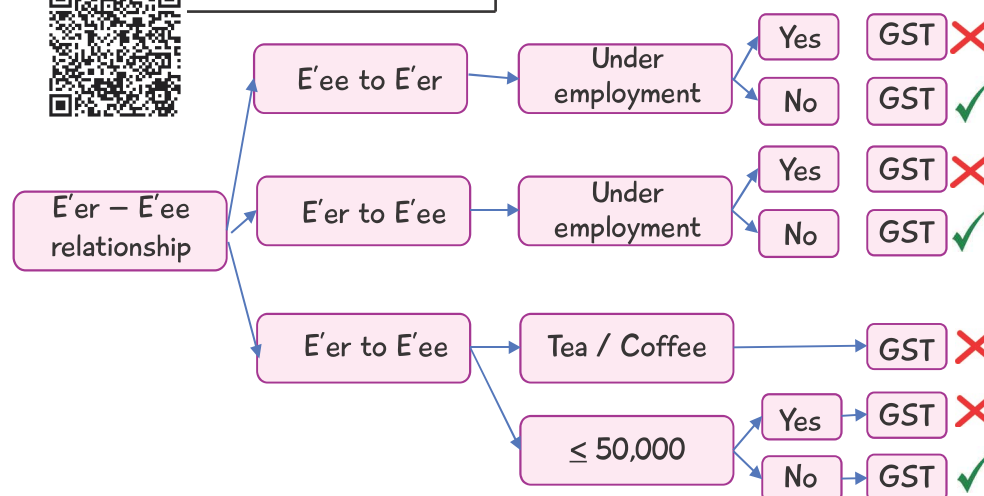 Yes
GST
E'ee to E'er
Under
employment
No
GST
Yes
GST
E'er – E'ee
relationship
E'er to E'ee
Under
employment
No
GST
E'er to E'ee
Tea / Coffee
GST
Yes
GST
≤ 50,000
No
GST